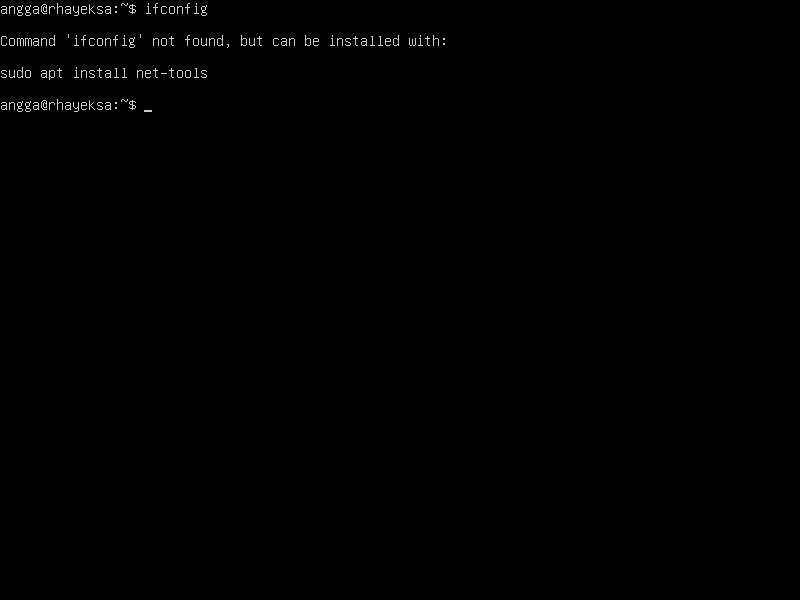 angga@rhayeksa:~$ ifconfig
Command 'ifconfig' not found, but can be installed with:
sudo apt install net-tools
angga@rhayeksa:~$ _